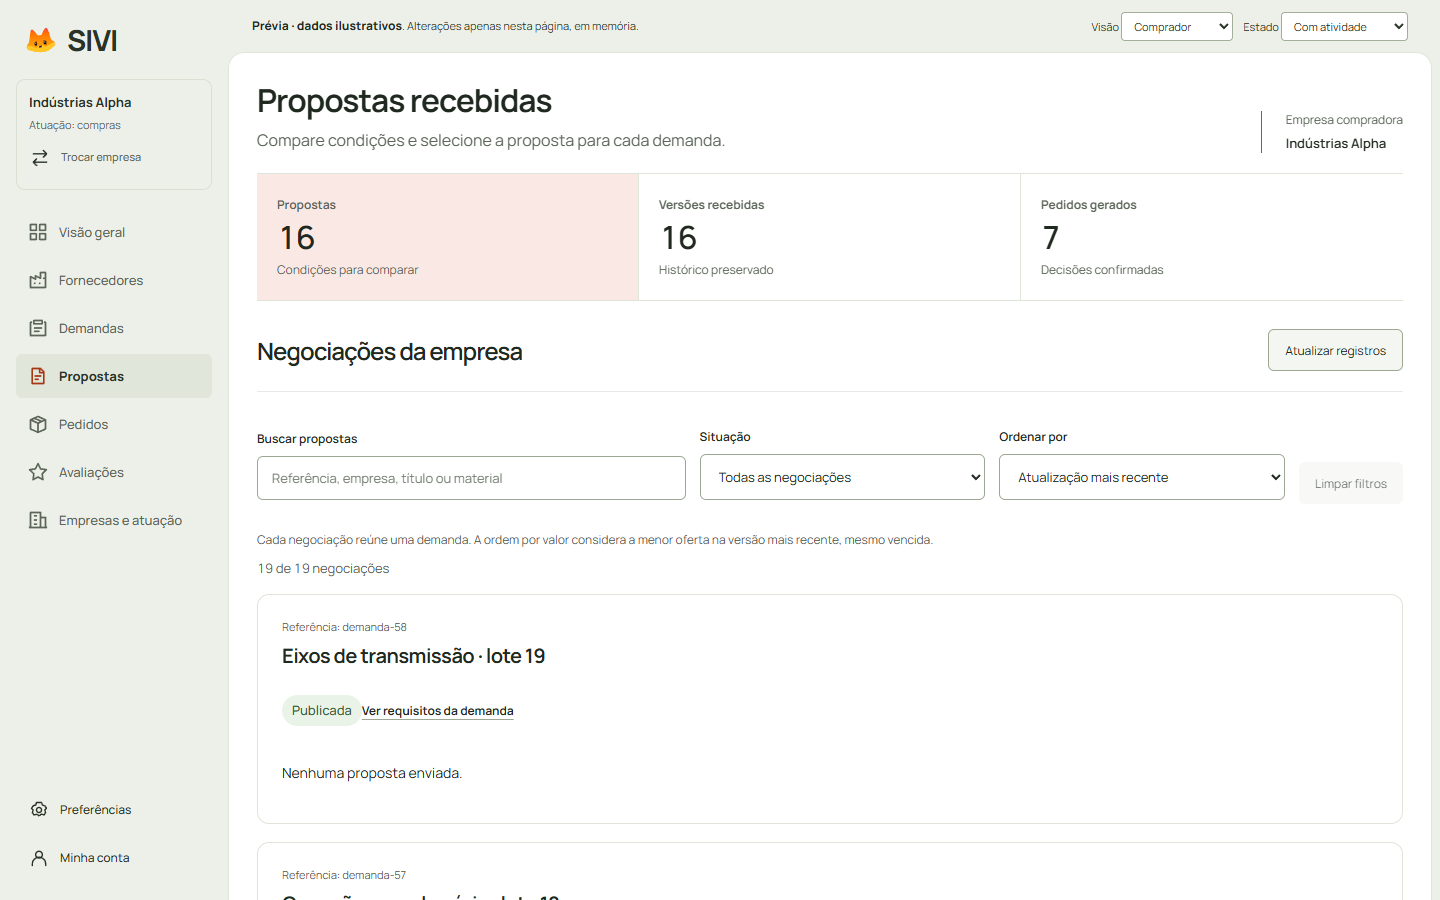 SIVI
Prévia · dados ilustrativos. Alterações apenas nesta página, em memória.
Visão Comprador Estado Com atividade
Indústrias Alpha
Atuação: compras
Trocar empresa
Visão geral
Fornecedores
Demandas
Propostas
Pedidos
Avaliações
Empresas e atuação
Preferências
Minha conta
Propostas recebidas
Compare condições e selecione a proposta para cada demanda.
Empresa compradora
Indústrias Alpha
Propostas
16
Condições para comparar
Versões recebidas
16
Histórico preservado
Pedidos gerados
7
Decisões confirmadas
Negociações da empresa
Atualizar registros
Buscar propostas
Referência, empresa, título ou material
Situação
Todas as negociações
Ordenar por
Atualização mais recente
Limpar filtros
Cada negociação reúne uma demanda. A ordem por valor considera a menor oferta na versão mais recente, mesmo vencida.
19 de 19 negociações
Referência: demanda-58
Eixos de transmissão · lote 19
Publicada Ver requisitos da demanda
Nenhuma proposta enviada.
Referência: demanda-57